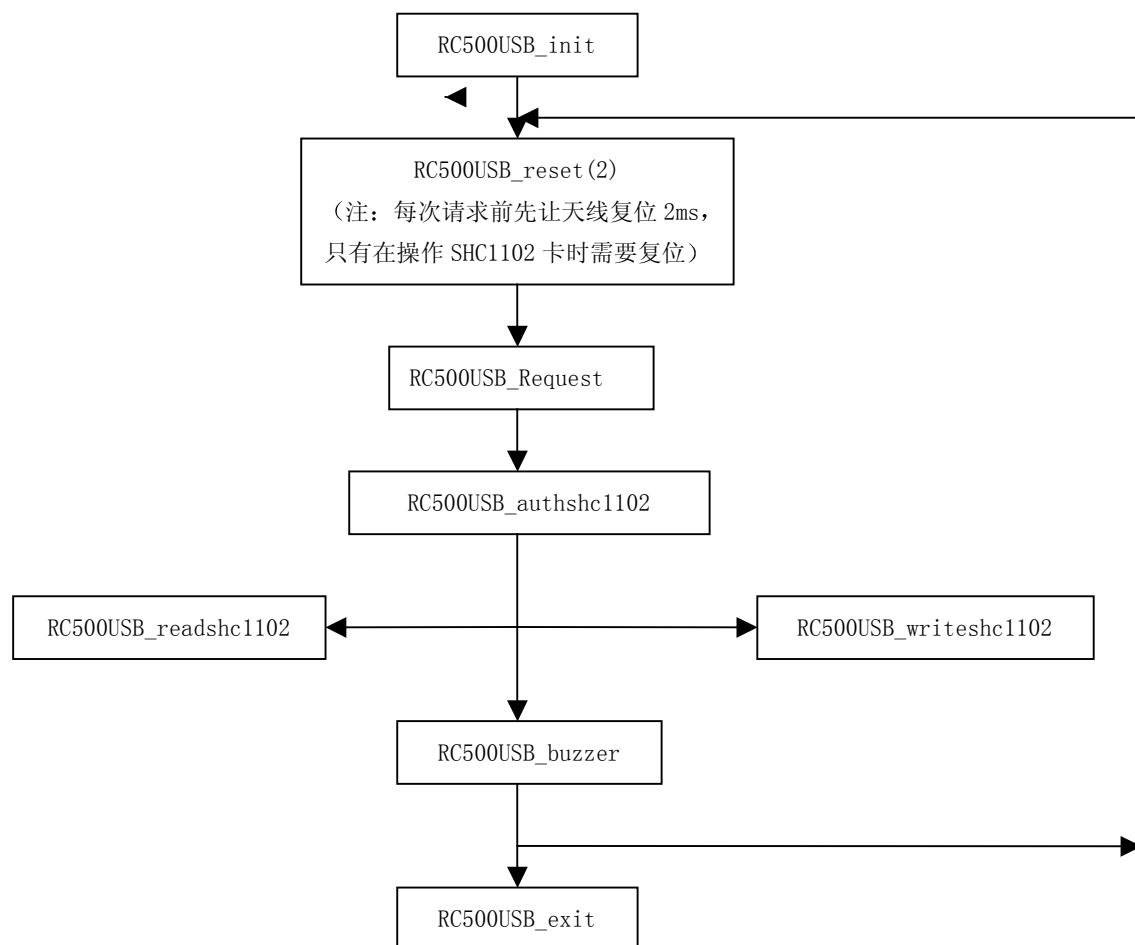 RC500USB_init
RC500USB_reset(2)
（注：每次请求前先让天线复位 2ms，
只有在操作 SHC1102 卡时需要复位）
RC500USB_Request
RC500USB_authshc1102
RC500USB_readshc1102
RC500USB_writeshc1102
RC500USB_buzzer
RC500USB_exit